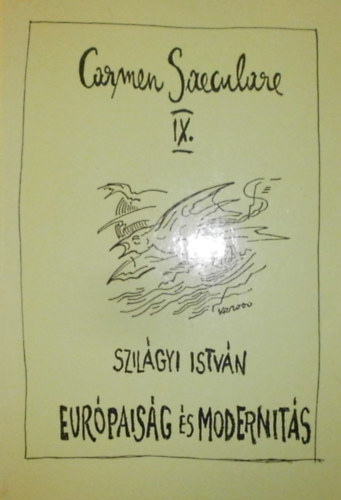 Carmen Saeculare
IX.
SZILÁGYI ISTVÁN
EURÓPAISÁG ÉS MODERNITÁS